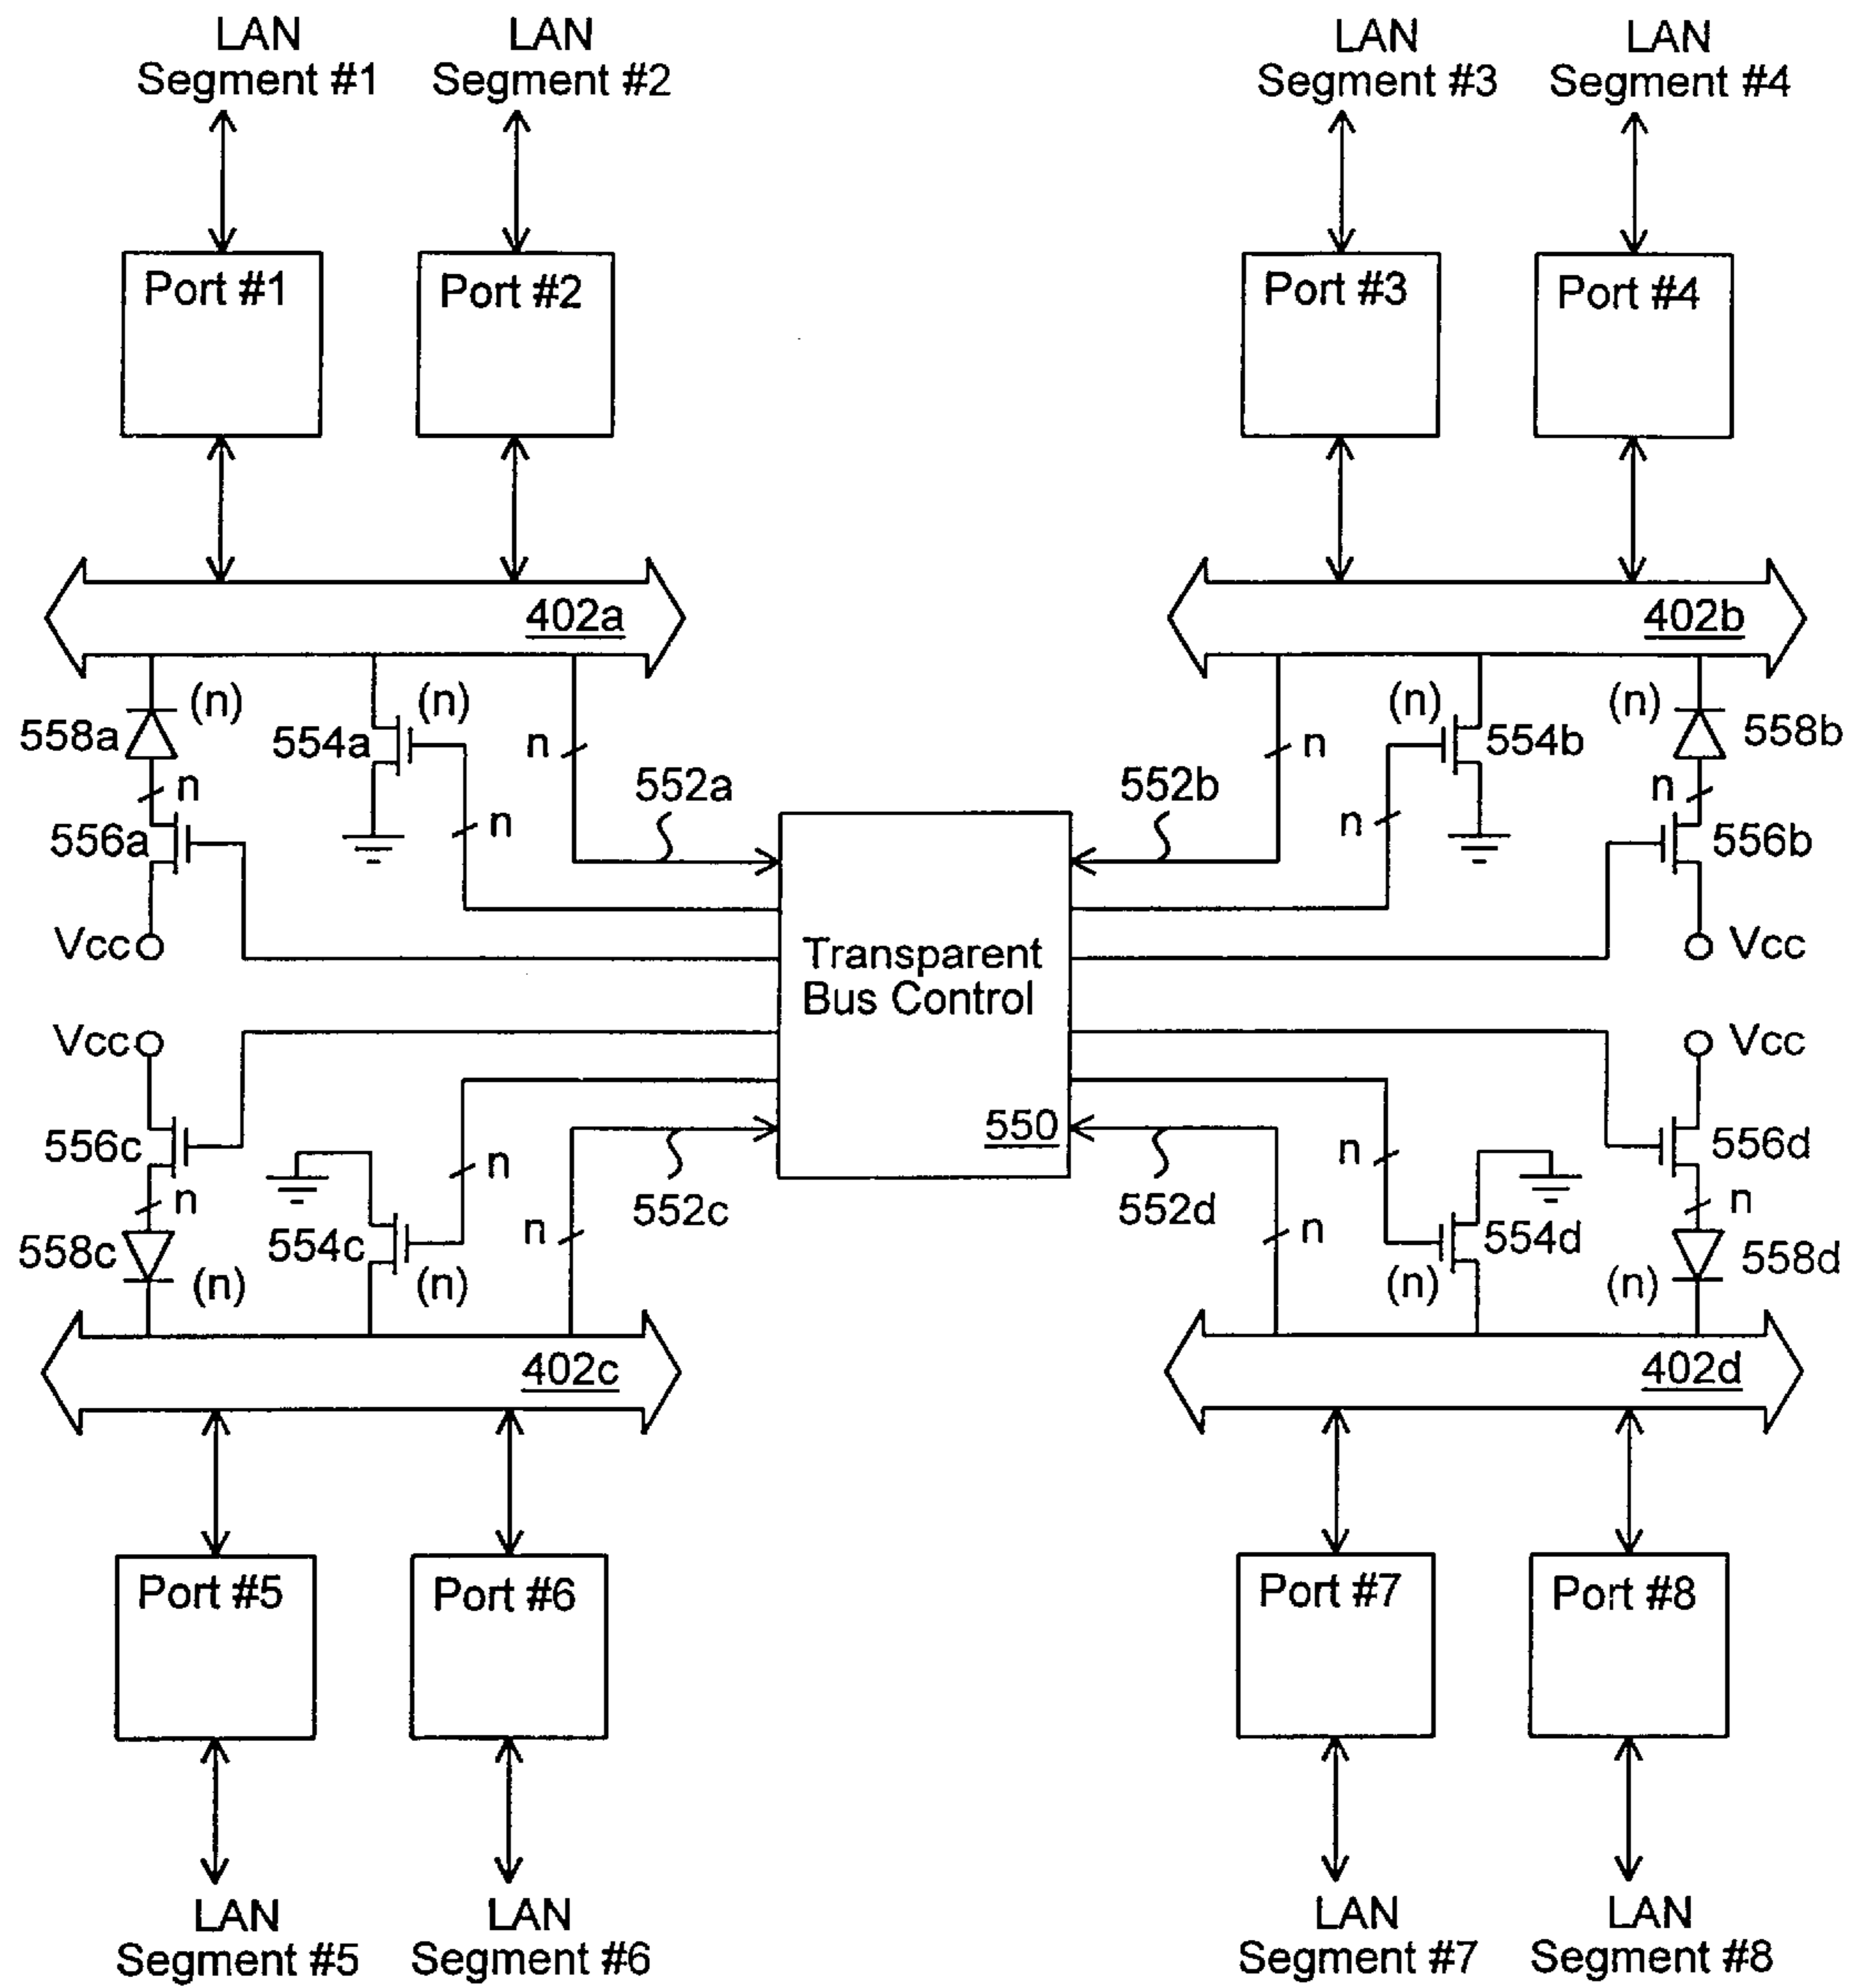 LAN
Segment #1
LAN
Segment #2
LAN
Segment #3
LAN
Segment #4
Port #1
Port #2
Port #3
Port #4
402a
402b
558a
(n)
554a
(n)
n
n
556a
n
552a
Vcc
552b
n
n
(n)
554b
(n)
558b
n
556b
Vcc
Transparent
Bus Control
550
Vcc
556c
n
558c
(n)
554c
(n)
n
n
552c
552d
n
n
554d
(n)
Vcc
556d
n
558d
(n)
402c
402d
Port #5
Port #6
Port #7
Port #8
LAN
Segment #5
LAN
Segment #6
LAN
Segment #7
LAN
Segment #8